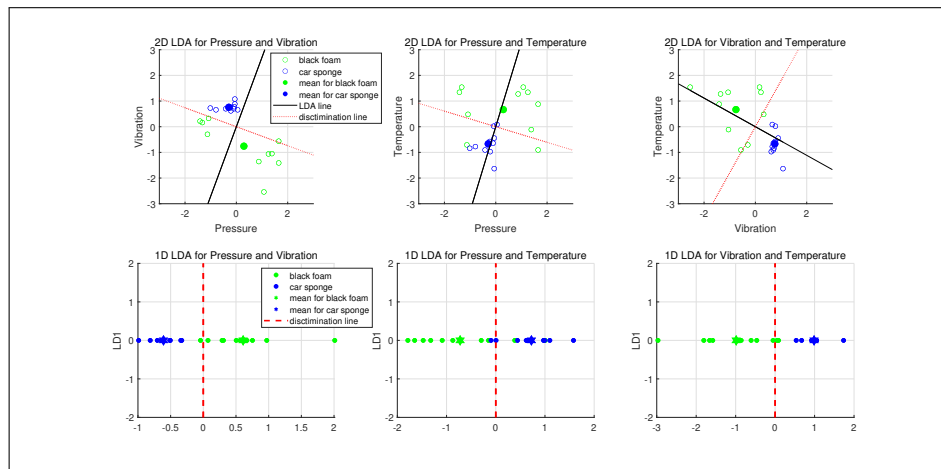 2D LDA for Pressure and Vibration
3
2
1
0
-1
-2
-3
Vibration
-2
0
2
Pressure
black foam
car sponge
mean for black foam
mean for car sponge
LDA line
disctimination line
2D LDA for Pressure and Temperature
3
2
1
0
-1
-2
-3
Temperature
-2
0
2
Pressure
2D LDA for Vibration and Temperature
3
2
1
0
-1
-2
-3
Temperature
-2
0
2
Vibration
1D LDA for Pressure and Vibration
2
1
0
-1
-2
LD1
-1
-0.5
0
0.5
1
1.5
2
black foam
car sponge
mean for black foam
mean for car sponge
disctimination line
1D LDA for Pressure and Temperature
2
1
0
-1
-2
LD1
-2
-1
0
1
2
1D LDA for Vibration and Temperature
2
1
0
-1
-2
LD1
-3
-2
-1
0
1
2